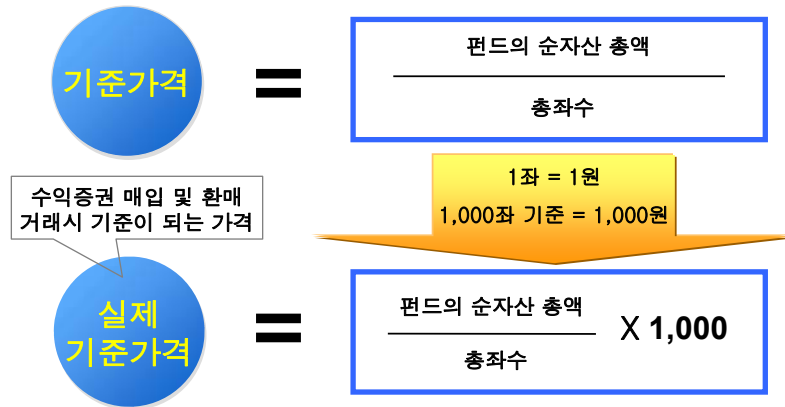 기준가격
=
펀드의 순자산 총액
총좌수
1좌 = 1원
1,000좌 기준 = 1,000원
수익증권 매입 및 환매
거래시 기준이 되는 가격
실제
기준가격
=
펀드의 순자산 총액
총좌수
X 1,000